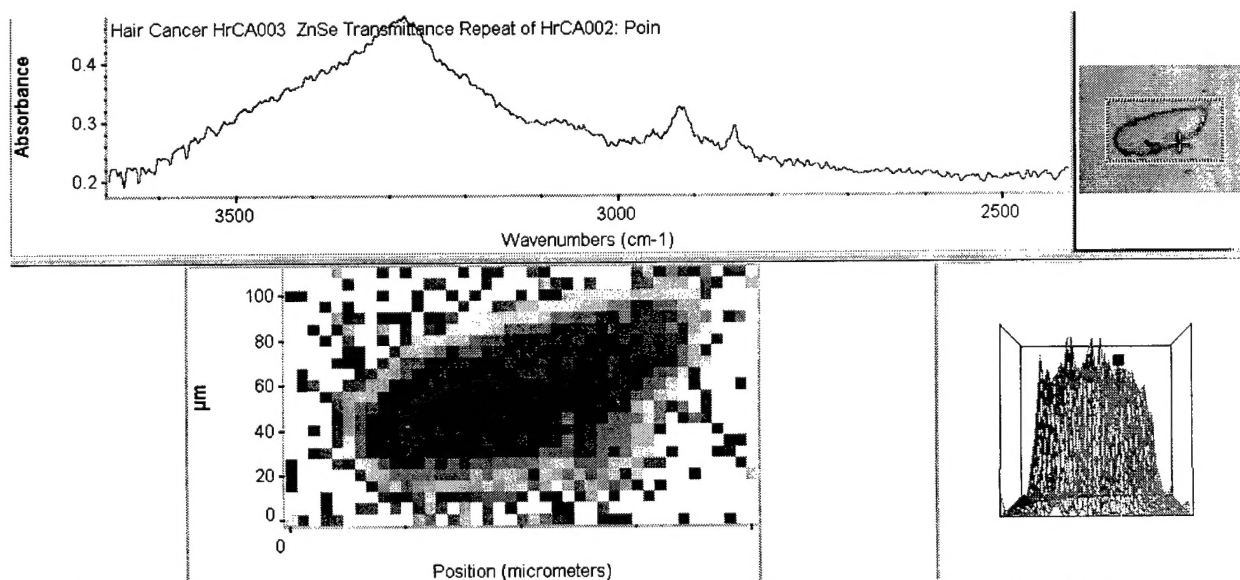 Hair Cancer HrCA003 ZnSe Transmittance Repeat of HrCA002: Poin
Absorbance
0.4
0.3
0.2
3500
3000
2500
Wavenumbers (cm-1)
µm
100
80
60
40
20
0
0
Position (micrometers)